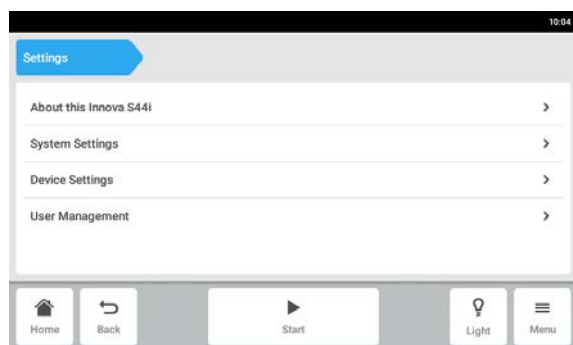 10:04
Settings
About this Innova S44i
System Settings
Device Settings
User Management
Home
Back
Start
Light
Menu